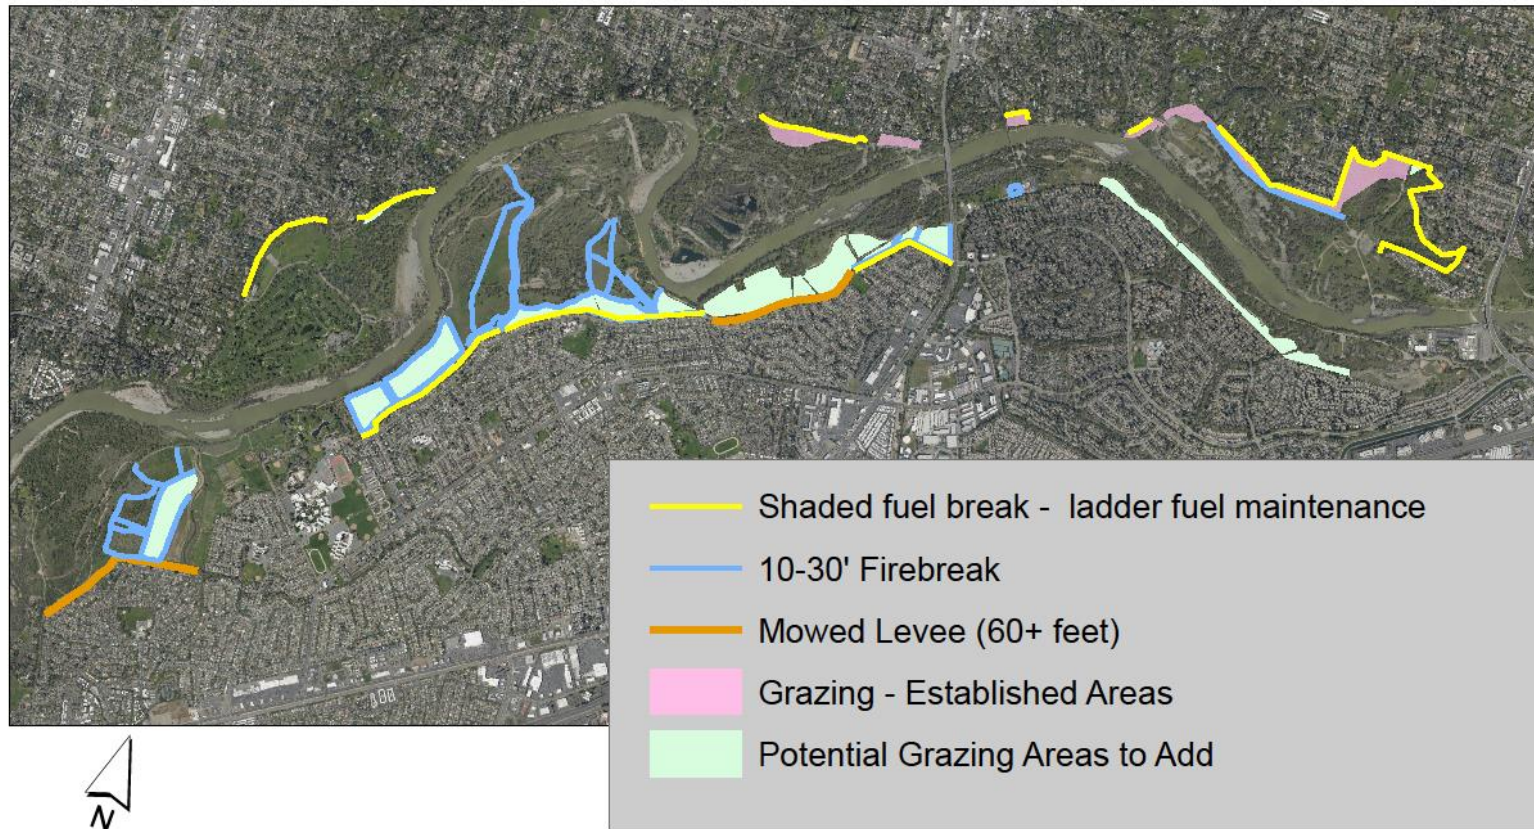 Shaded fuel break -  ladder fuel maintenance
10-30' Firebreak
Mowed Levee (60+ feet)
Grazing - Established Areas
Potential Grazing Areas to Add
N